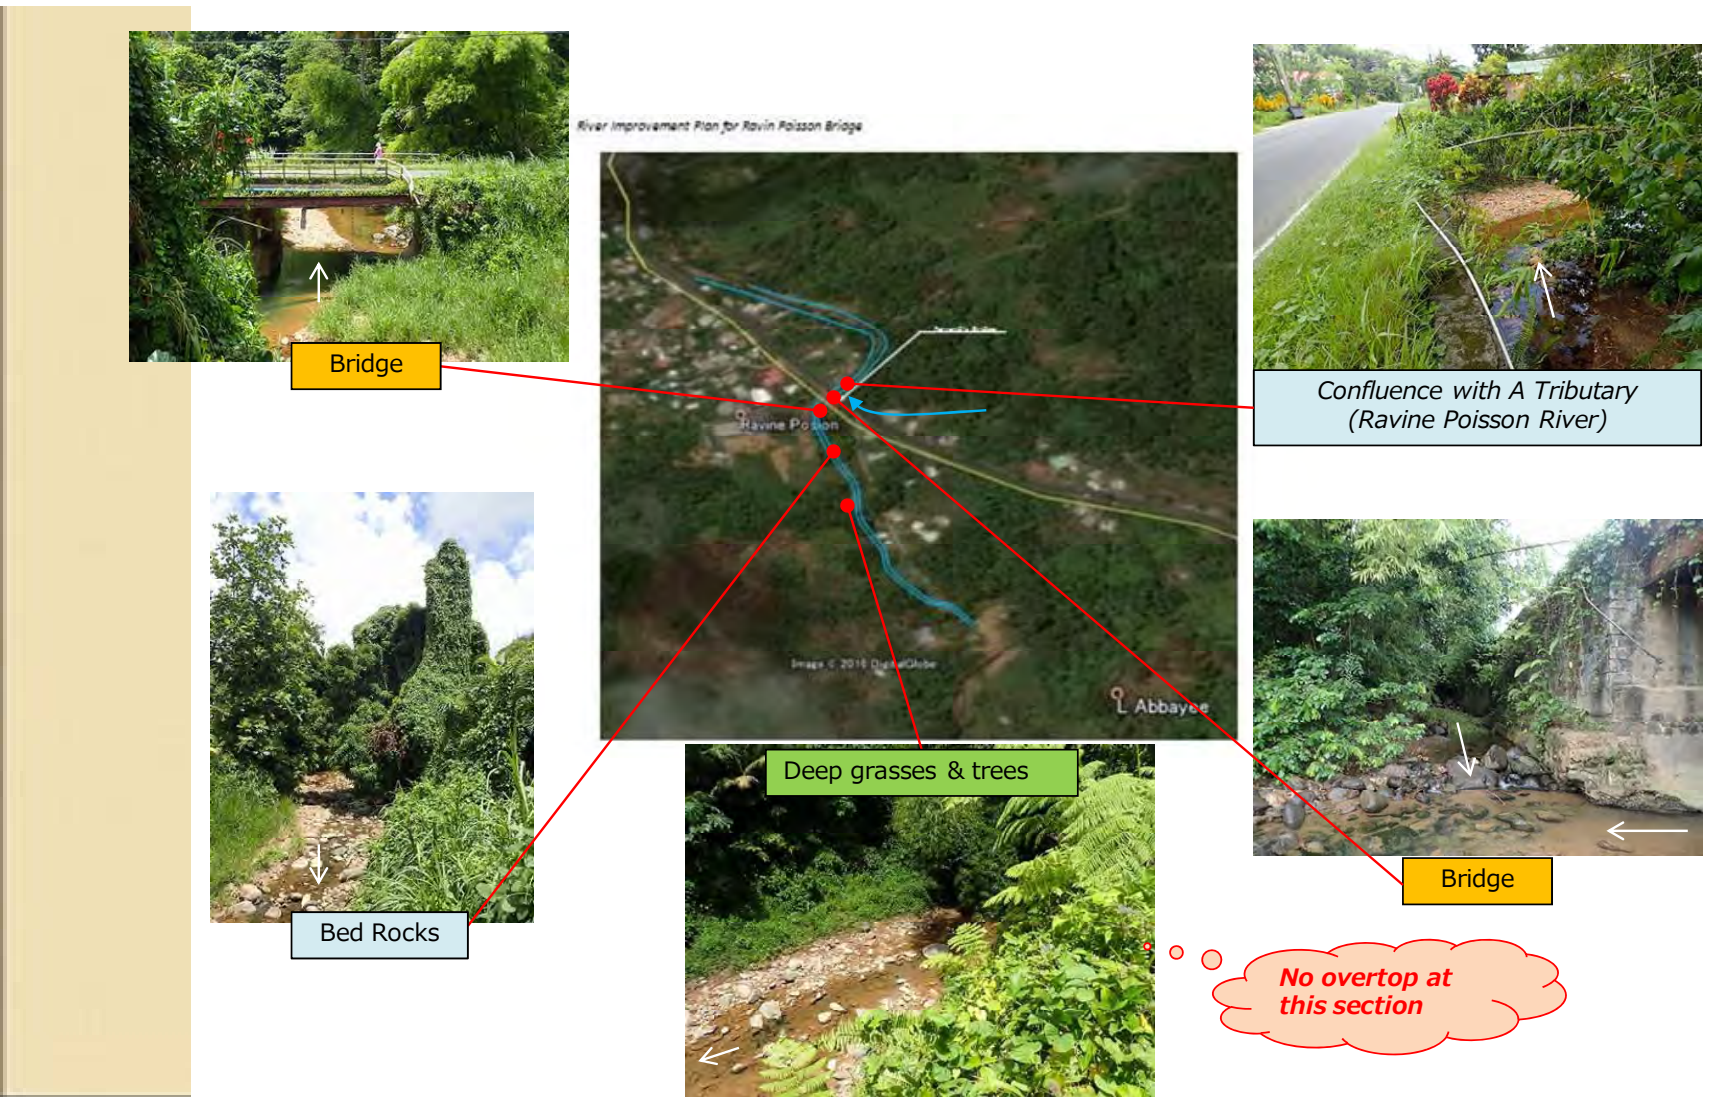 River Improvement Plan for Ravin Poisson Bridge
Bridge
Confluence with A Tributary
(Ravine Poisson River)
Ravine Poision
Image © 2016 DigitalGlobe
L Abbayee
Bed Rocks
Deep grasses & trees
Bridge
No overtop at
this section